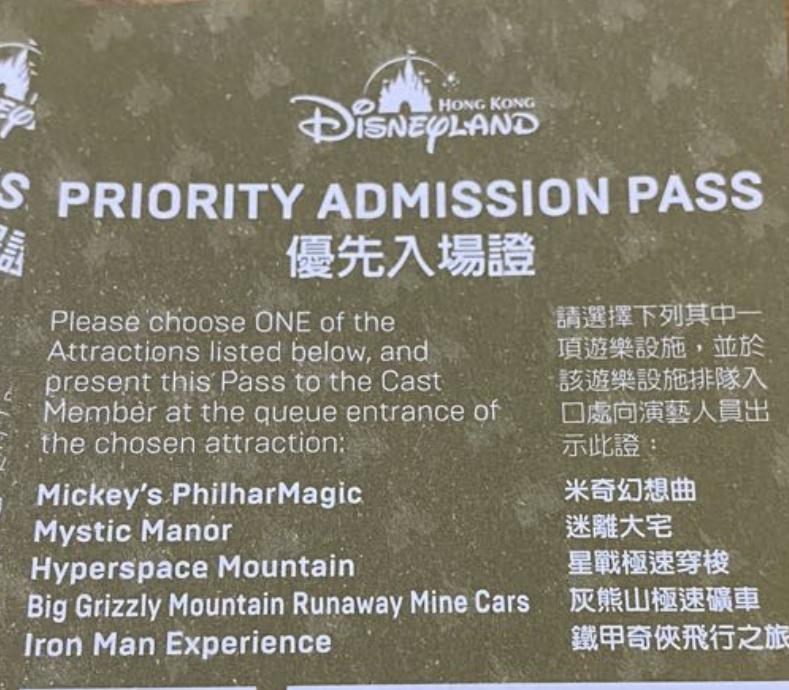 HONG KONG
DISNEYLAND
PRIORITY ADMISSION PASS
優先入場證
Please choose ONE of the
Attractions listed below, and
present this Pass to the Cast
Member at the queue entrance of
the chosen attraction:
Mickey's PhilharMagic
Mystic Manor
Hyperspace Mountain
Big Grizzly Mountain Runaway Mine Cars
Iron Man Experience
請選擇下列其中一
項遊樂設施，並於
該遊樂設施排隊入
口處向演藝人員出
示此證：
米奇幻想曲
迷離大宅
星戰極速穿梭
灰熊山極速礦車
鐵甲奇俠飛行之旅